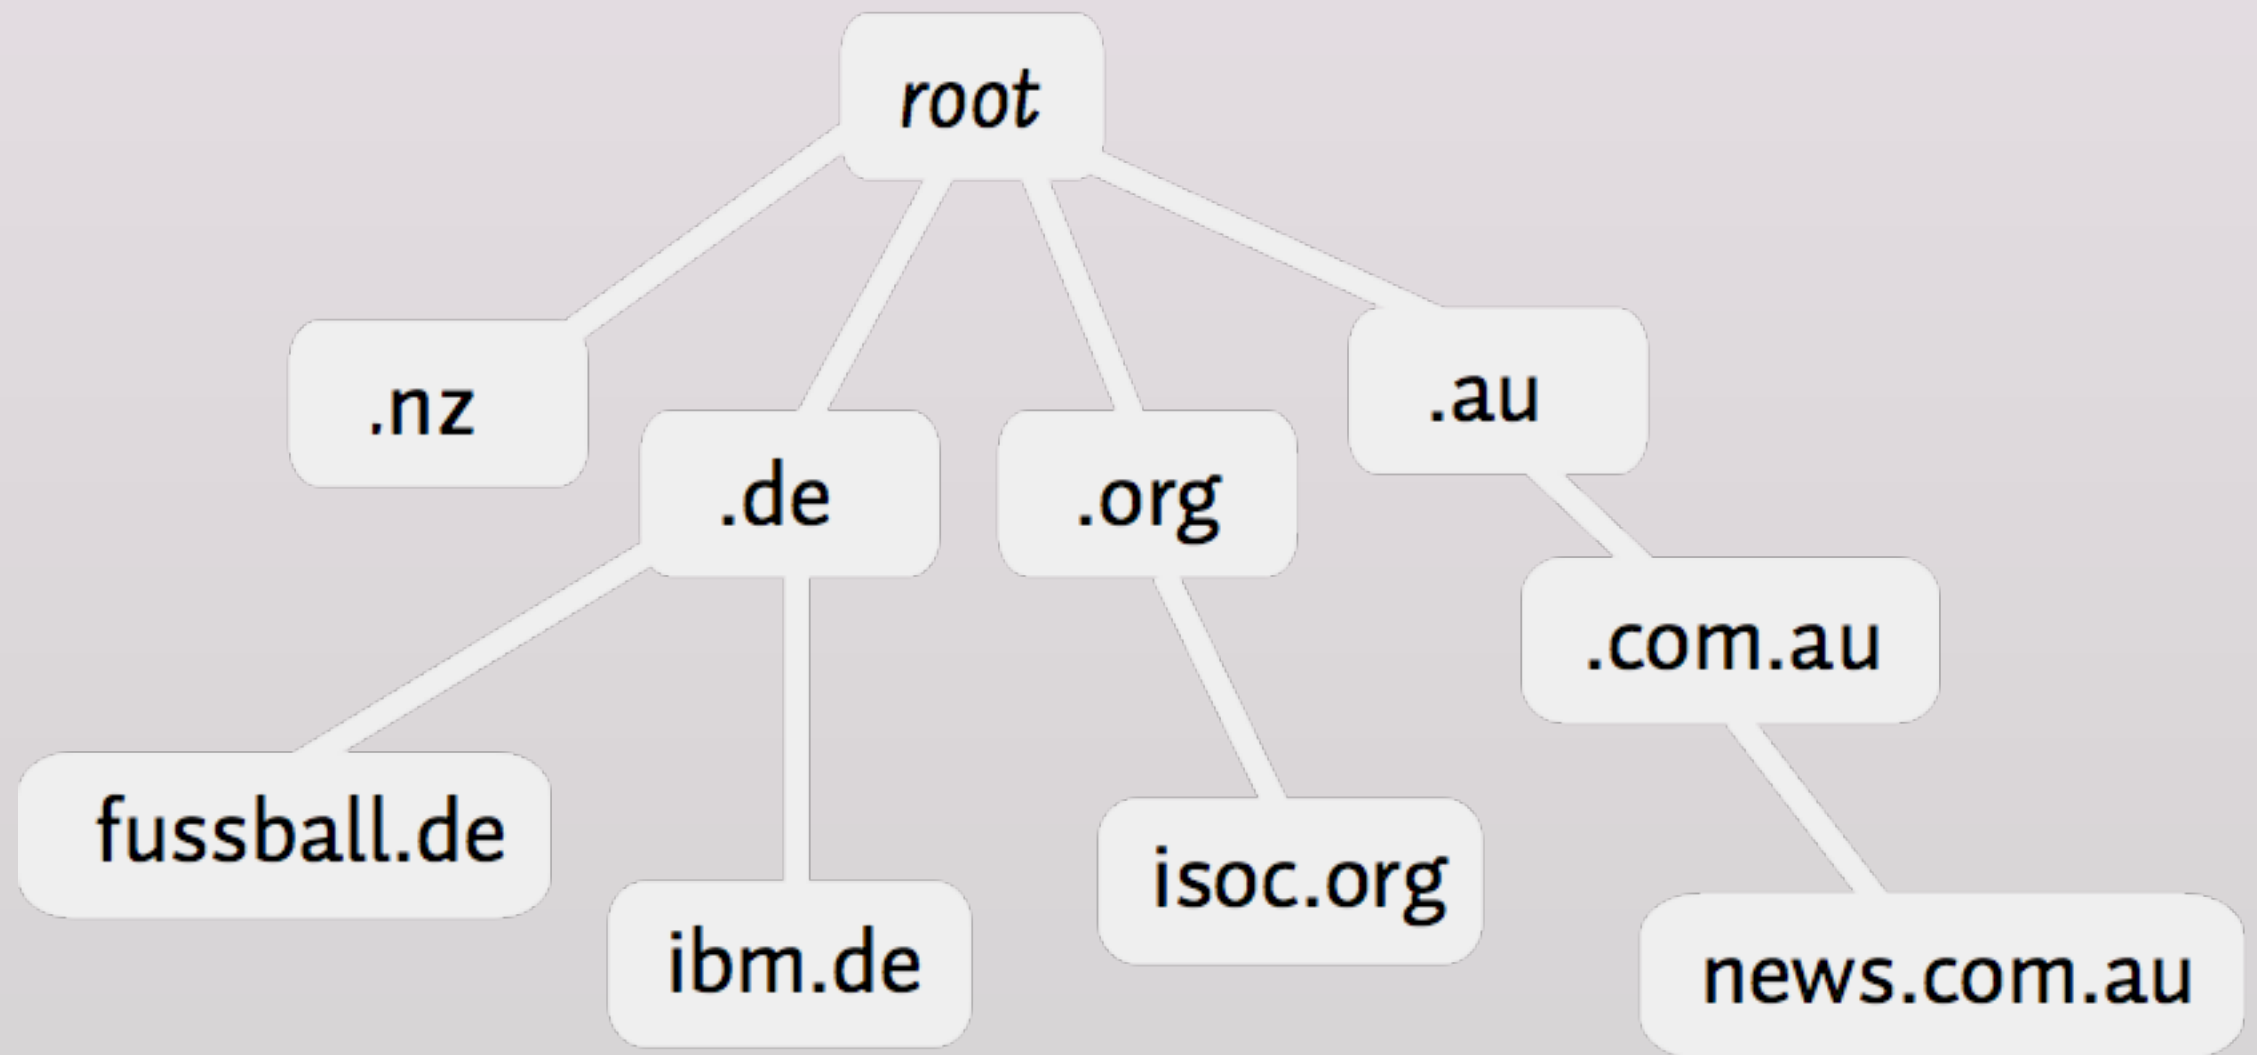 root
.nz
.de
.org
.au
.com.au
fussball.de
ibm.de
isoc.org
news.com.au